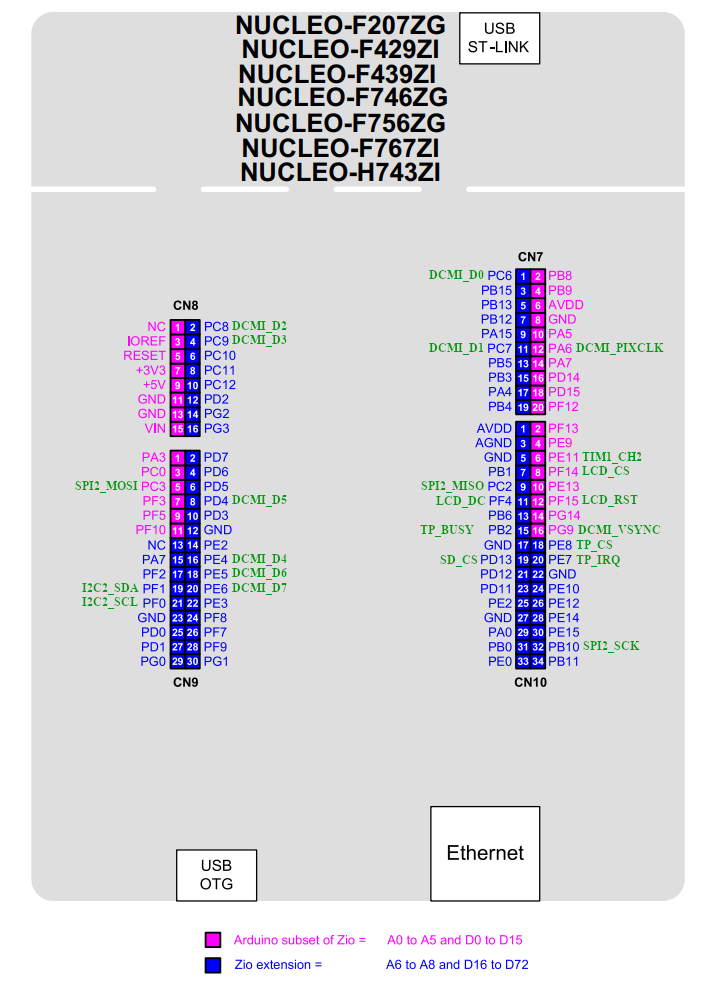 NUCLEO-F207ZG
NUCLEO-F429ZI
NUCLEO-F439ZI
NUCLEO-F746ZG
NUCLEO-F756ZG
NUCLEO-F767ZI
NUCLEO-H743ZI
USB
ST-LINK
CN8
NC 1 2 PC8 DCMI_D2
IOREF 3 4 PC9 DCMI_D3
RESET 5 6 PC10
+3V3 7 8 PC11
+5V 9 10 PC12
GND 11 12 PD2
GND 13 14 PG2
VIN 15 16 PG3
PA3 1 2 PD7
PC0 3 4 PD6
SPI2_MOSI PC3 5 6 PD5
PF3 7 8 PD4 DCMI_D5
PF5 9 10 PD3
PF10 11 12 GND
NC 13 14 PE2
PA7 15 16 PE4 DCMI_D4
PF2 17 18 PE5 DCMI_D6
I2C2_SDA PF1 19 20 PE6 DCMI_D7
I2C2_SCL PF0 21 22 PE3
GND 23 24 PF8
PD0 25 26 PF7
PD1 27 28 PF9
PG0 29 30 PG1
CN9
CN7
DCMI_D0 PC6 1 2 PB8
PB15 3 4 PB9
PB13 5 6 AVDD
PB12 7 8 GND
PA15 9 10 PA5
DCMI_D1 PC7 11 12 PA6 DCMI_PIXCLK
PB5 13 14 PA7
PB3 15 16 PD14
PA4 17 18 PD15
PB4 19 20 PF12
AVDD 1 2 PF13
AGND 3 4 PE9
GND 5 6 PE11 TIM1_CH2
PB1 7 8 PF14 LCD_CS
SPI2_MISO PC2 9 10 PE13
LCD_DC PF4 11 12 PF15 LCD_RST
PB6 13 14 PG14
TP_BUSY PB2 15 16 PG9 DCMI_VSYNC
GND 17 18 PE8 TP_CS
SD_CS PD13 19 20 PE7 TP_IRQ
PD12 21 22 GND
PD11 23 24 PE10
PE2 25 26 PE12
GND 27 28 PE14
PA0 29 30 PE15
PB0 31 32 PB10 SPI2_SCK
PE0 33 34 PB11
CN10
USB
OTG
Ethernet
Arduino subset of Zio = A0 to A5 and D0 to D15
Zio extension = A6 to A8 and D16 to D72